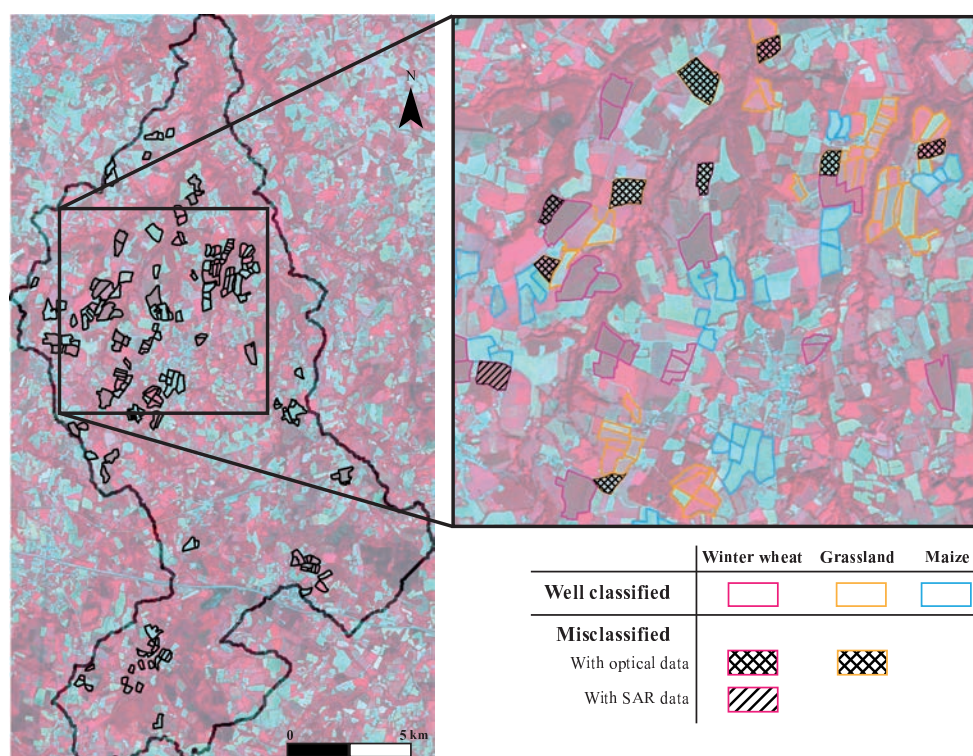 N
0 5 km
Winter wheat Grassland Maize
Well classified
Misclassified
With optical data
With SAR data